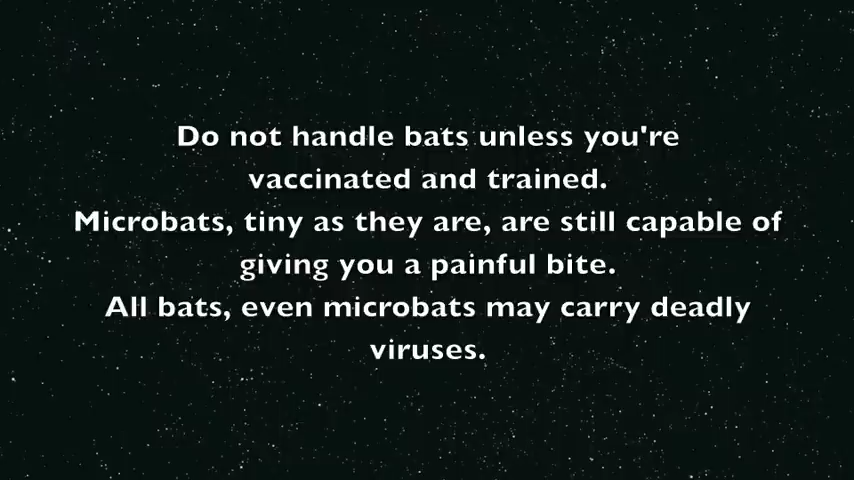 Do not handle bats unless you're
vaccinated and trained.
Microbats, tiny as they are, are still capable of
giving you a painful bite.
All bats, even microbats may carry deadly
viruses.